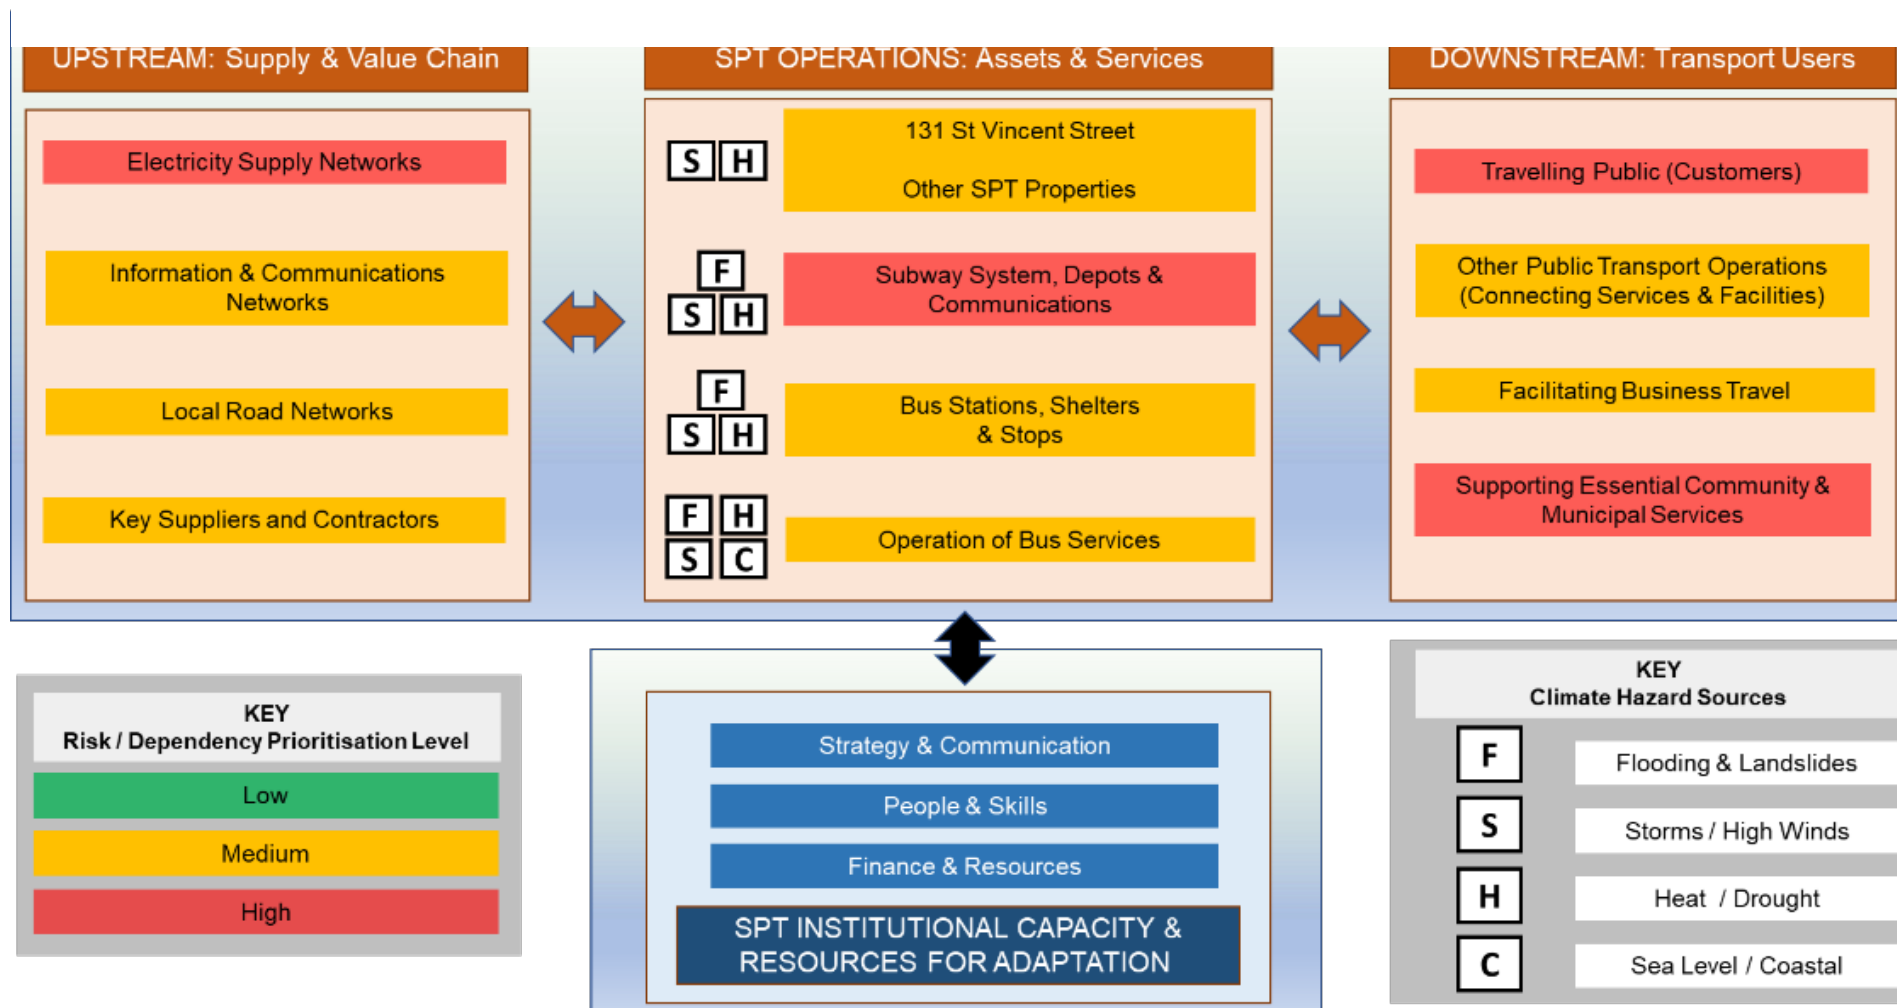 UPSTREAM: Supply & Value Chain
Electricity Supply Networks
Information & Communications
Networks
Local Road Networks
Key Suppliers and Contractors
SPT OPERATIONS: Assets & Services
S H
131 St Vincent Street
Other SPT Properties
F
S H
Subway System, Depots &
Communications
F
S H
Bus Stations, Shelters
& Stops
F H
S C
Operation of Bus Services
DOWNSTREAM: Transport Users
Travelling Public (Customers)
Other Public Transport Operations
(Connecting Services & Facilities)
Facilitating Business Travel
Supporting Essential Community &
Municipal Services
KEY
Risk / Dependency Prioritisation Level
Low
Medium
High
Strategy & Communication
People & Skills
Finance & Resources
SPT INSTITUTIONAL CAPACITY &
RESOURCES FOR ADAPTATION
KEY
Climate Hazard Sources
F Flooding & Landslides
S Storms / High Winds
H Heat / Drought
C Sea Level / Coastal